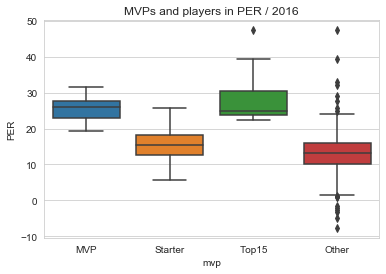 MVPs and players in PER / 2016
PER
50
40
30
20
10
0
−10
MVP
Starter
Top15
Other
mvp